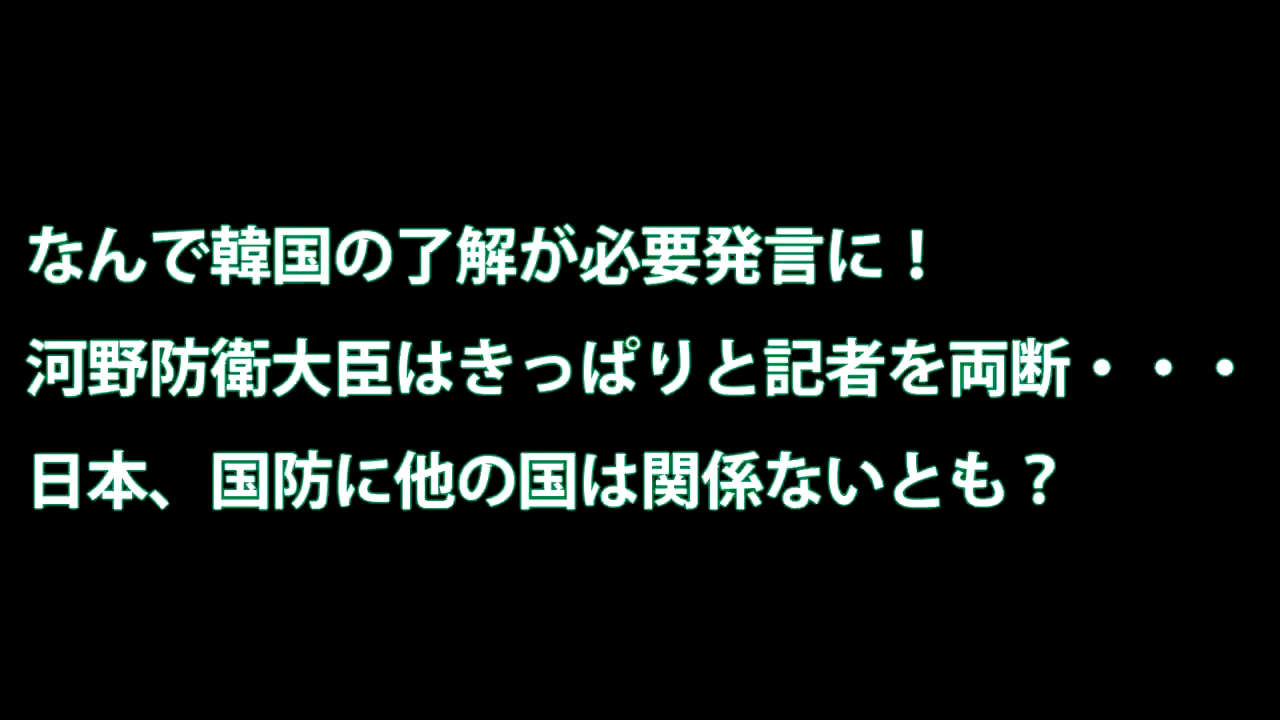 なんで韓国の了解が必要発言に！
河野防衛大臣はきっぱりと記者を両断・・・
日本、国防に他の国は関係ないとも？